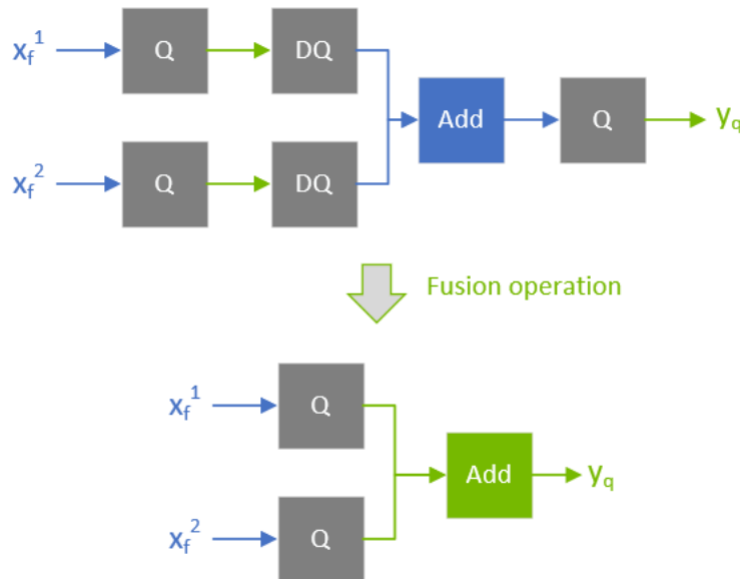 x_f^1 Q DQ
Add Q y_q
x_f^2 Q DQ
Fusion operation
x_f^1 Q
Add y_q
x_f^2 Q